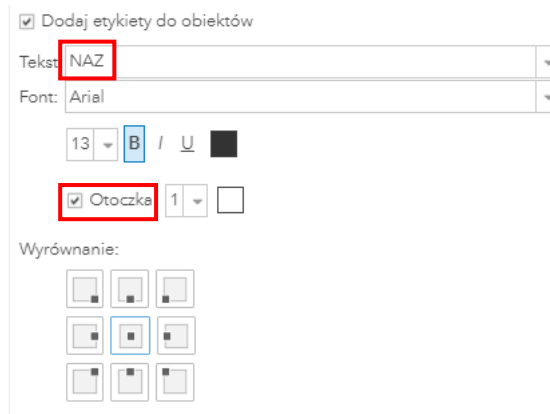 Dodaj etykiety do obiektów
Tekst NAZ
Font: Arial
13 B I U
Otoczka 1
Wyrównanie: